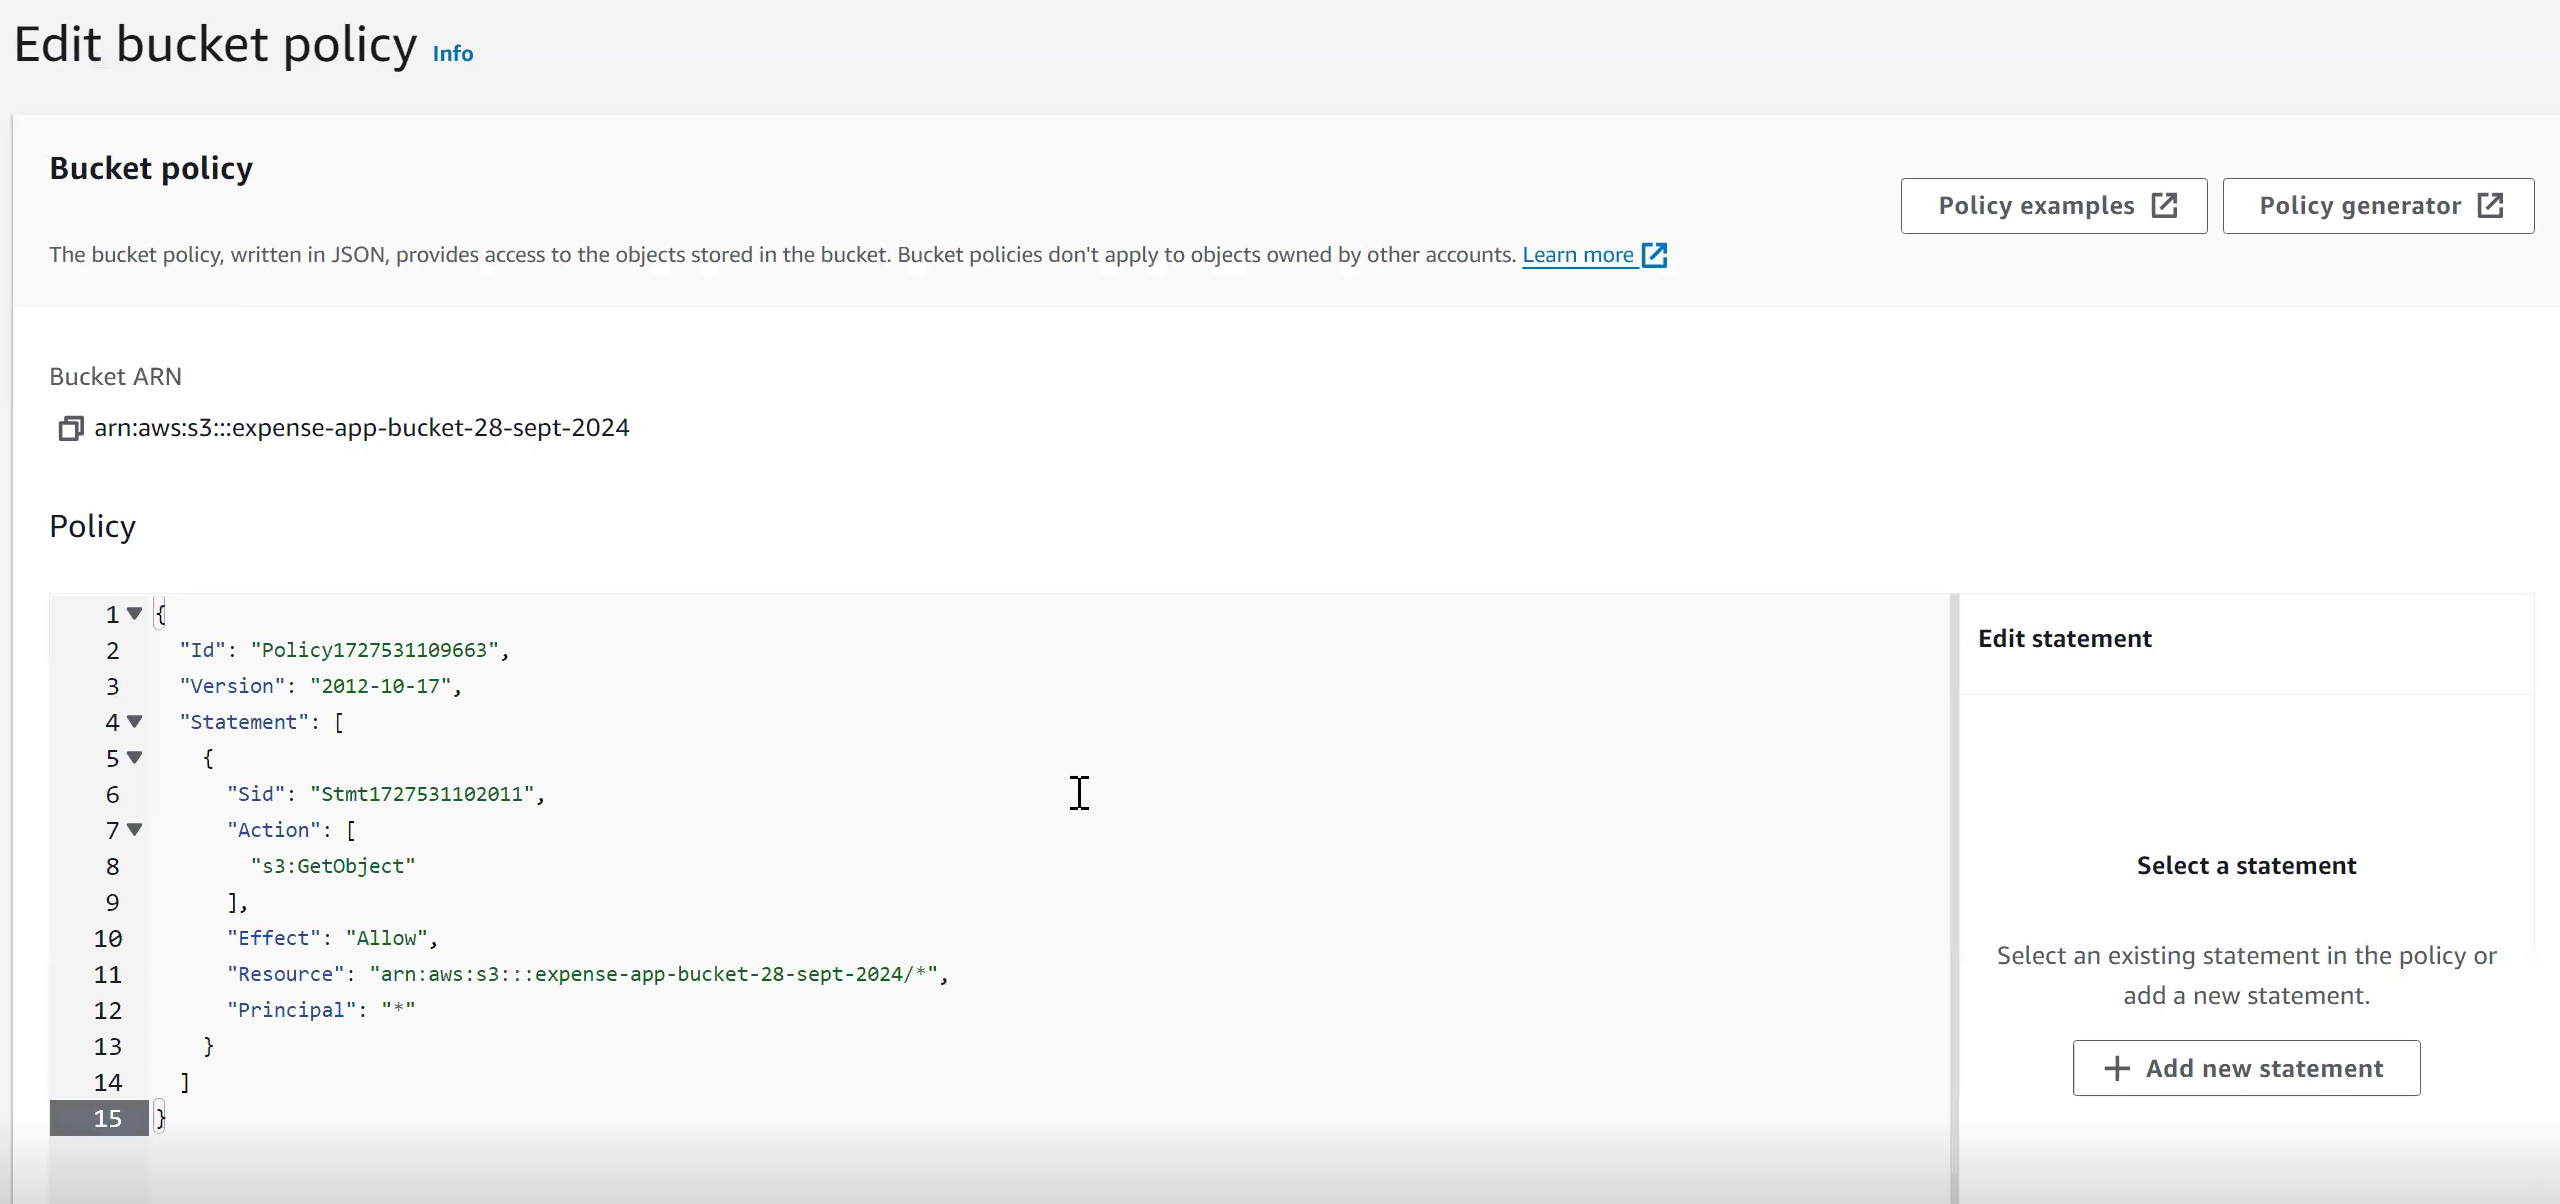 Edit bucket policy Info
Bucket policy
Policy examples
Policy generator
The bucket policy, written in JSON, provides access to the objects stored in the bucket. Bucket policies don't apply to objects owned by other accounts. Learn more
Bucket ARN
arn:aws:s3:::expense-app-bucket-28-sept-2024
Policy
1 {
2 "Id": "Policy1727531109663",
3 "Version": "2012-10-17",
4 "Statement": [
5 {
6 "Sid": "Stmt1727531102011",
7 "Action": [
8 "s3:GetObject"
9 ],
10 "Effect": "Allow",
11 "Resource": "arn:aws:s3:::expense-app-bucket-28-sept-2024/*",
12 "Principal": "*"
13 }
14 ]
15 }
Edit statement
Select a statement
Select an existing statement in the policy or
add a new statement.
+ Add new statement